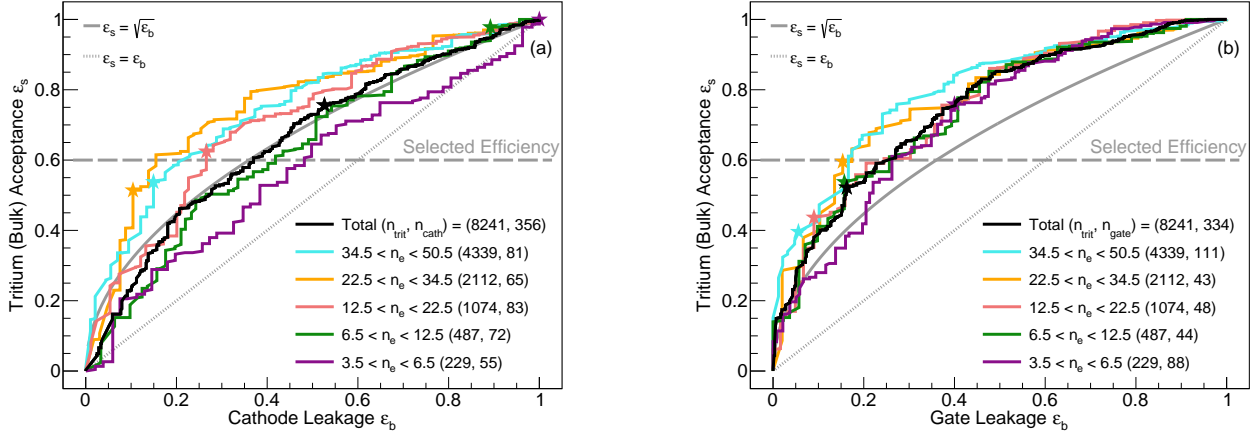 (a)
ε_s = √ε_b
ε_s = ε_b
Selected Efficiency
Total (n_trit, n_cath) = (8241, 356)
34.5 < n_e < 50.5 (4339, 81)
22.5 < n_e < 34.5 (2112, 65)
12.5 < n_e < 22.5 (1074, 83)
6.5 < n_e < 12.5 (487, 72)
3.5 < n_e < 6.5 (229, 55)
Tritium (Bulk) Acceptance ε_s
1
0.8
0.6
0.4
0.2
0
0 0.2 0.4 0.6 0.8 1
Cathode Leakage ε_b
(b)
ε_s = √ε_b
ε_s = ε_b
Selected Efficiency
Total (n_trit, n_gate) = (8241, 334)
34.5 < n_e < 50.5 (4339, 111)
22.5 < n_e < 34.5 (2112, 43)
12.5 < n_e < 22.5 (1074, 48)
6.5 < n_e < 12.5 (487, 44)
3.5 < n_e < 6.5 (229, 88)
Tritium (Bulk) Acceptance ε_s
1
0.8
0.6
0.4
0.2
0
0 0.2 0.4 0.6 0.8 1
Gate Leakage ε_b